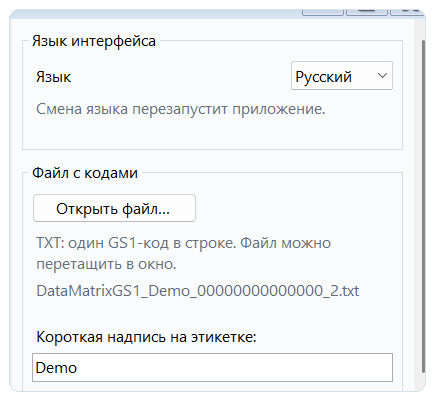 Язык интерфейса
Язык
Русский
Смена языка перезапустит приложение.
Файл с кодами
Открыть файл...
TXT: один GS1-код в строке. Файл можно
перетащить в окно.
DataMatrixGS1_Demo_00000000000000_2.txt
Короткая надпись на этикетке:
Demo